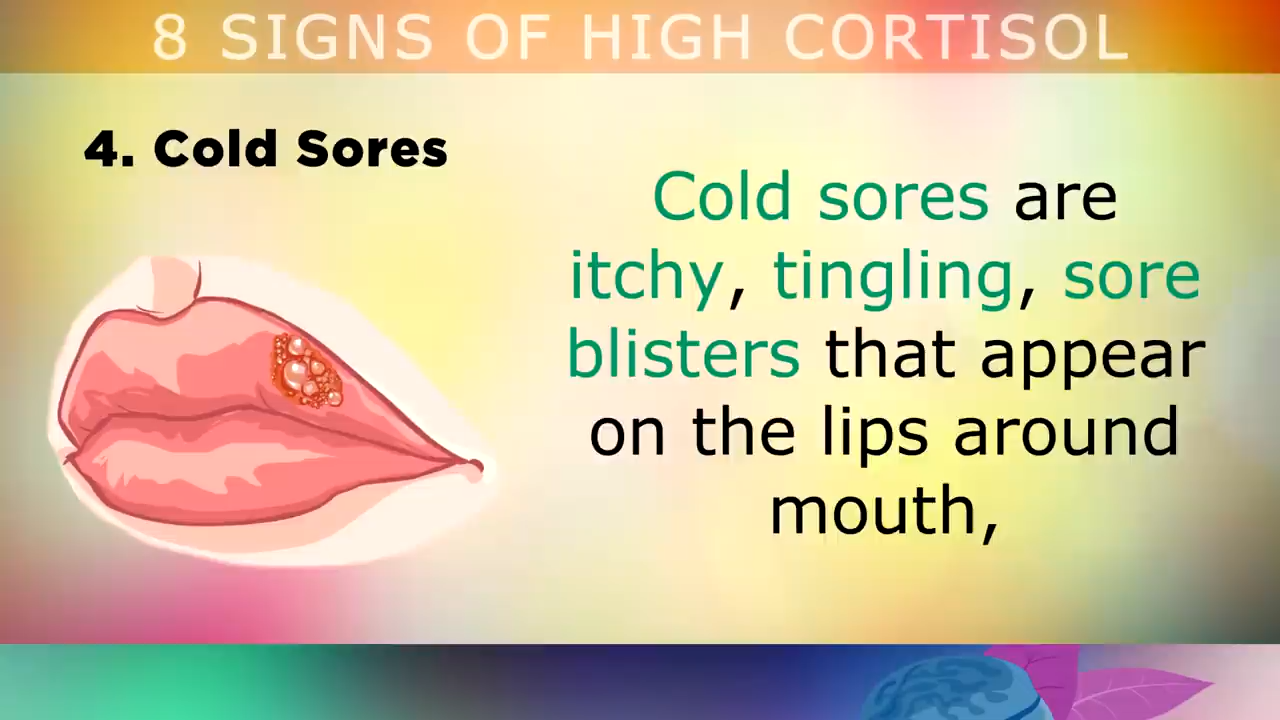 8 SIGNS OF HIGH CORTISOL
4. Cold Sores
Cold sores are
itchy, tingling, sore
blisters that appear
on the lips around
mouth,